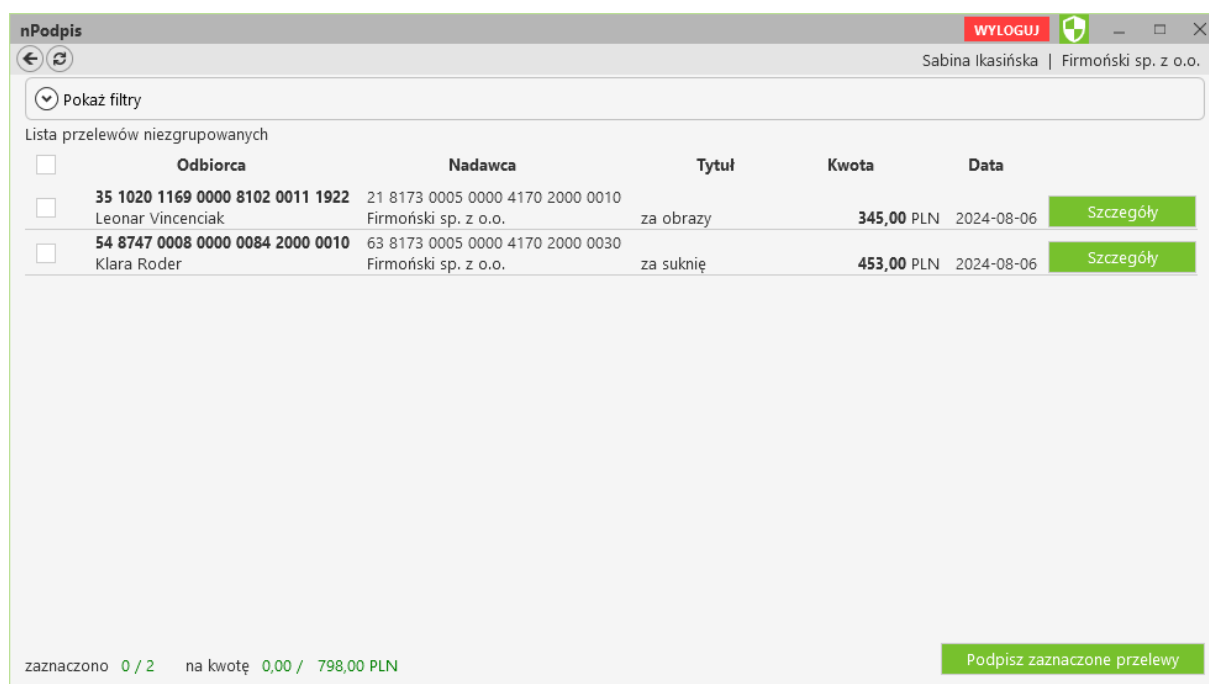 nPodpis WYLOGUJ
Sabina Ikasińska | Firmoński sp. z o.o.
Pokaż filtry
Lista przelewów niezgrupowanych
Odbiorca Nadawca Tytuł Kwota Data
35 1020 1169 0000 8102 0011 1922 21 8173 0005 0000 4170 2000 0010
Leonar Vincenciak Firmoński sp. z o.o. za obrazy 345,00 PLN 2024-08-06 Szczegóły
54 8747 0008 0000 0084 2000 0010 63 8173 0005 0000 4170 2000 0030
Klara Roder Firmoński sp. z o.o. za suknię 453,00 PLN 2024-08-06 Szczegóły
zaznaczono 0 / 2 na kwotę 0,00 / 798,00 PLN Podpisz zaznaczone przelewy